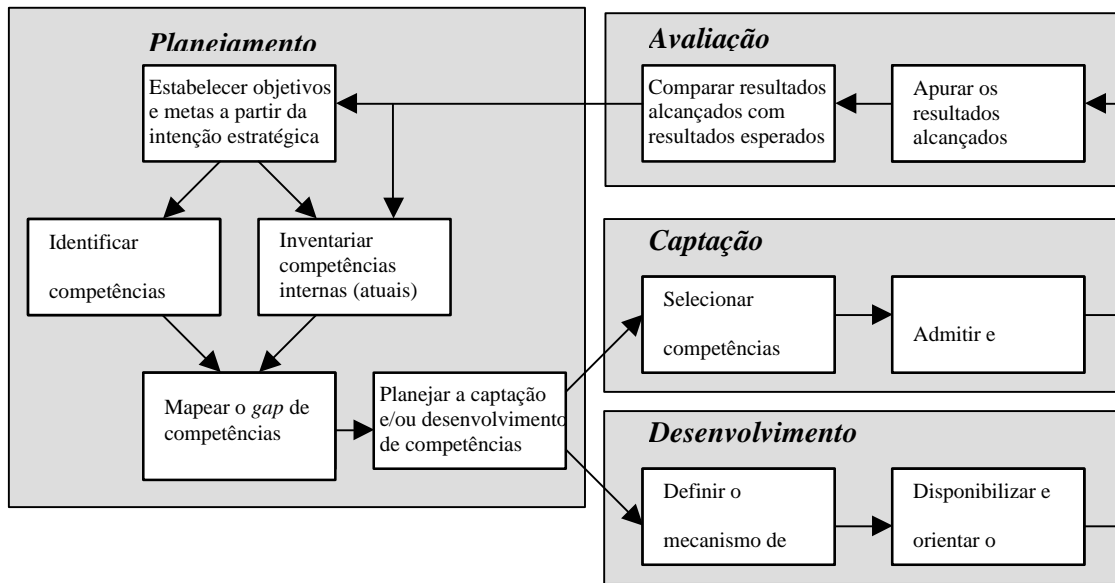 Planejamento
Estabelecer objetivos
e metas a partir da
intenção estratégica
Identificar
competências
Inventariar
competências
internas (atuais)
Mapear o gap de
competências
Planejar a captação
e/ou desenvolvimento
de competências
Avaliação
Comparar resultados
alcançados com
resultados esperados
Apurar os
resultados
alcançados
Captação
Selecionar
competências
Admitir e
Desenvolvimento
Definir o
mecanismo de
Disponibilizar e
orientar o